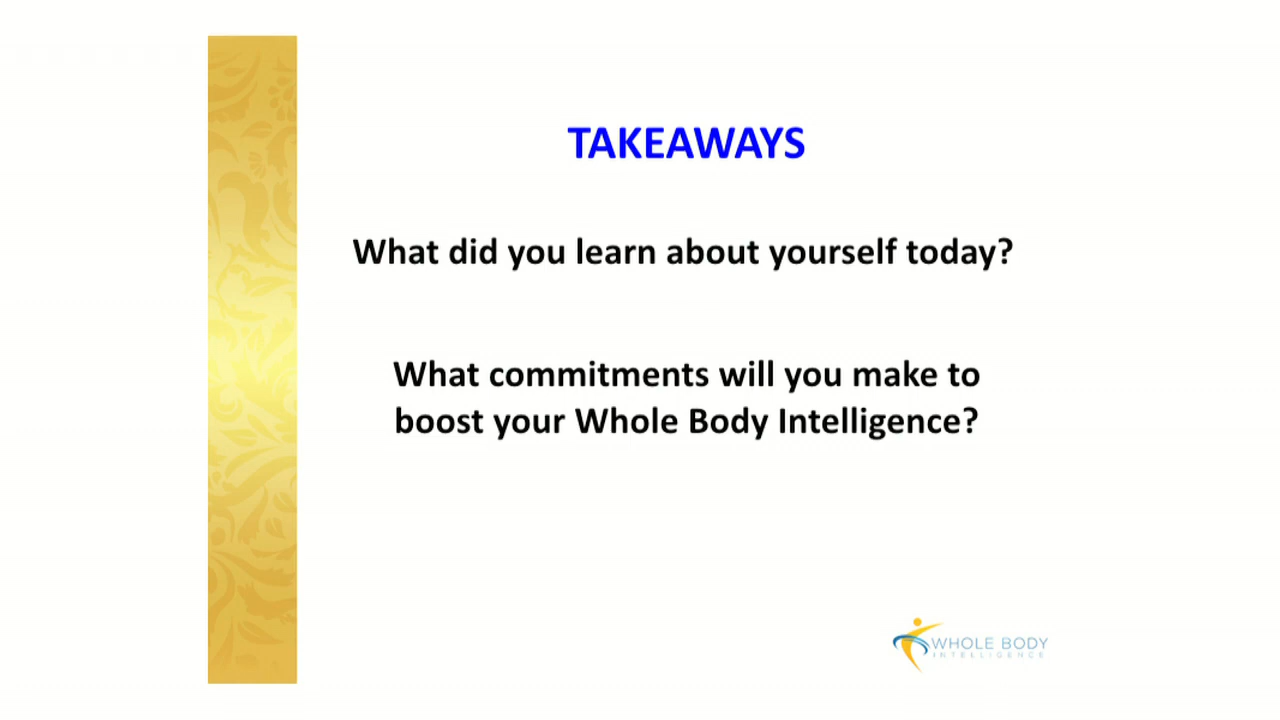 TAKEAWAYS
What did you learn about yourself today?
What commitments will you make to
boost your Whole Body Intelligence?
WHOLE BODY
INTELLIGENCE